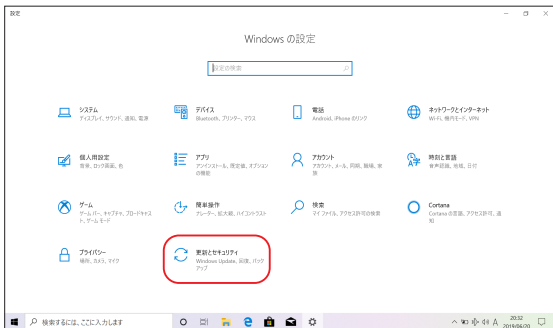 設定
Windows の設定
設定の検索
システム
ディスプレイ、サウンド、通知、電源
デバイス
Bluetooth、プリンター、マウス
電話
Android, iPhone のリンク
ネットワークとインターネット
Wi-Fi、機内モード、VPN
個人用設定
背景、ロック画面、色
アプリ
アンインストール、既定値、オプション
の機能
アカウント
アカウント、メール、同期、職場、家
族
時刻と言語
音声認識、地域、日付
ゲーム
ゲーム バー、キャプチャ、ブロードキャス
ト、ゲーム モード
簡単操作
ナレーター、拡大鏡、ハイコントラスト
検索
マイ ファイル、アクセス許可の検索
Cortana
Cortana の言語、アクセス許可、通
知
プライバシー
場所、カメラ、マイク
更新とセキュリティ
Windows Update、回復、バック
アップ
検索するには、ここに入力します
A
20:32
2019/06/20